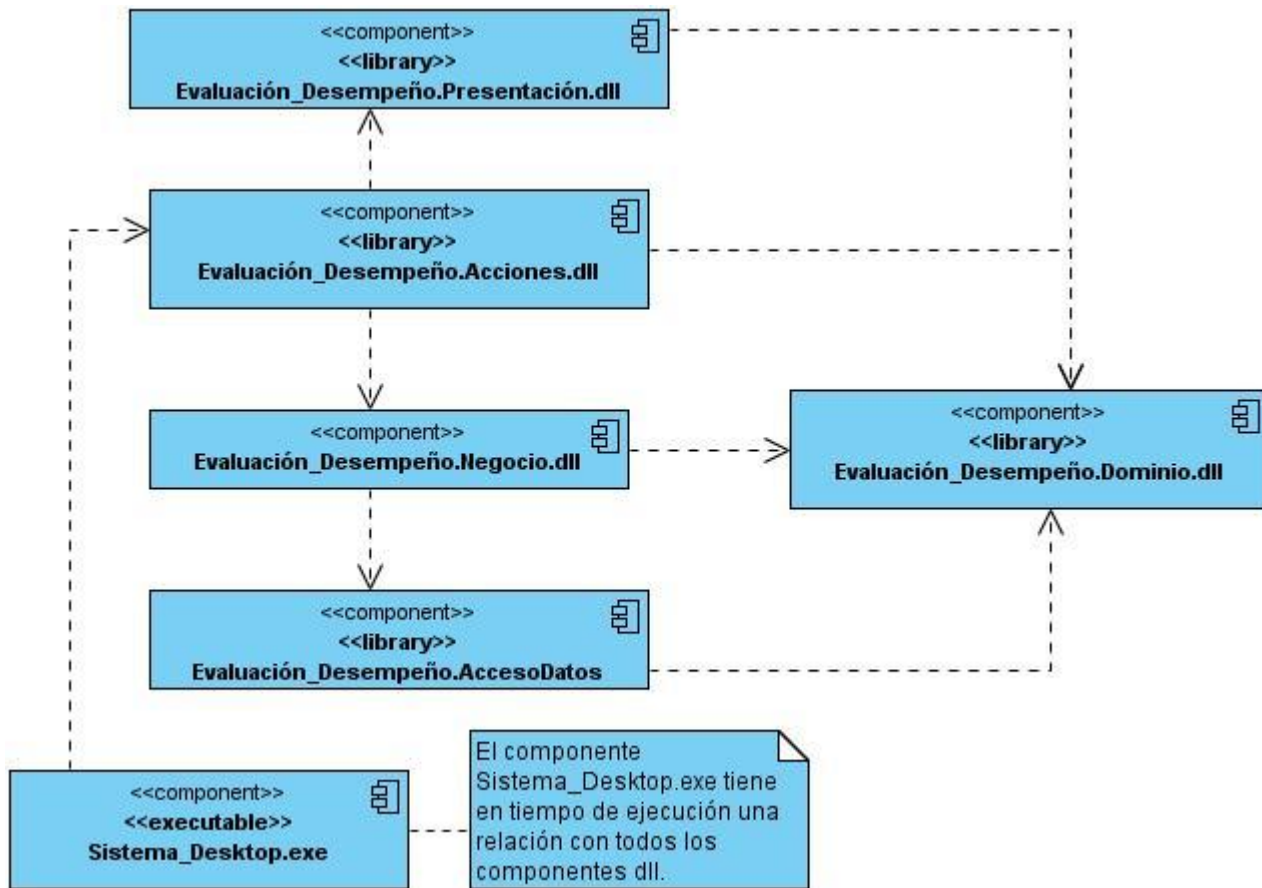 <<component>>
<<library>>
Evaluación_Desempeño.Presentación.dll
<<component>>
<<library>>
Evaluación_Desempeño.Acciones.dll
<<component>>
Evaluación_Desempeño.Negocio.dll
<<component>>
<<library>>
Evaluación_Desempeño.Dominio.dll
<<component>>
<<library>>
Evaluación_Desempeño.AccesoDatos
<<component>>
<<executable>>
Sistema_Desktop.exe
El componente
Sistema_Desktop.exe tiene
en tiempo de ejecución una
relación con todos los
componentes dll.